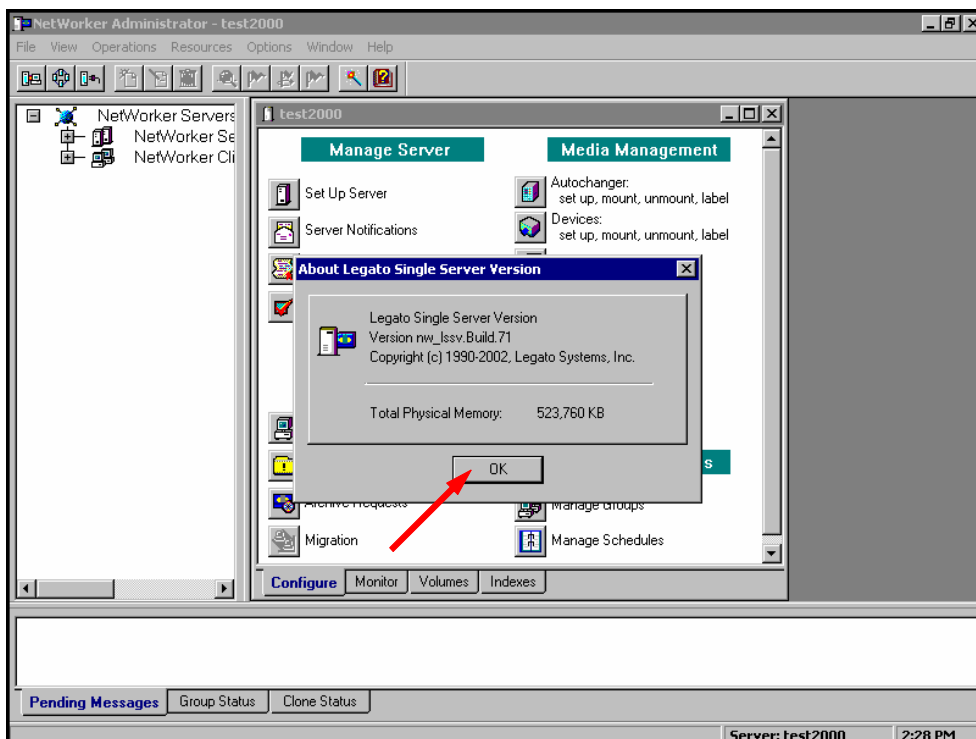 NetWorker Administrator - test2000
File View Operations Resources Options Window Help
NetWorker Servers
NetWorker Se
NetWorker Cli
test2000
Manage Server
Media Management
Set Up Server
Autochanger:
set up, mount, unmount, label
Server Notifications
Devices:
set up, mount, unmount, label
About Legato Single Server Version
Legato Single Server Version
Version nw_lssv.Build.71
Copyright (c) 1990-2002, Legato Systems, Inc.
Total Physical Memory: 523,760 KB
OK
s
Archive Requests
Manage Groups
Migration
Manage Schedules
Configure Monitor Volumes Indexes
Pending Messages Group Status Clone Status
Server: test2000 2:28 PM